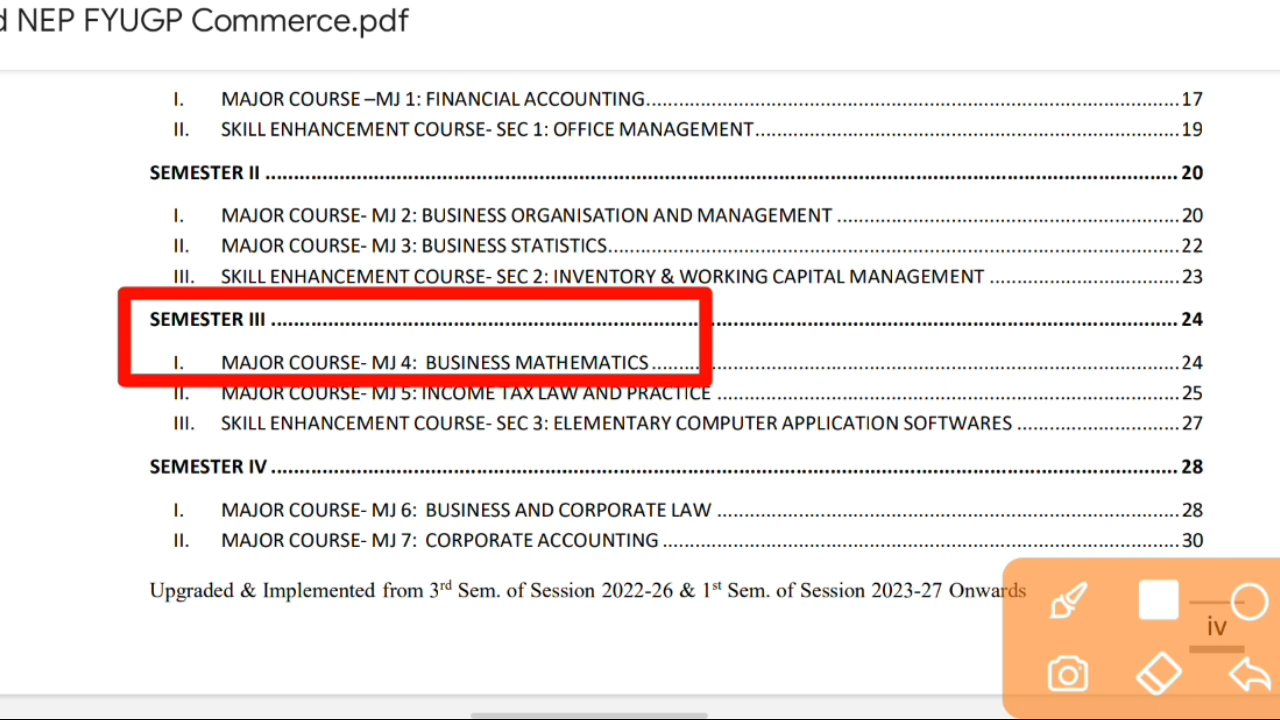 d NEP FYUGP Commerce.pdf
I. MAJOR COURSE –MJ 1: FINANCIAL ACCOUNTING........17
II. SKILL ENHANCEMENT COURSE- SEC 1: OFFICE MANAGEMENT........19
SEMESTER II........20
I. MAJOR COURSE- MJ 2: BUSINESS ORGANISATION AND MANAGEMENT........20
II. MAJOR COURSE- MJ 3: BUSINESS STATISTICS........22
III. SKILL ENHANCEMENT COURSE- SEC 2: INVENTORY & WORKING CAPITAL MANAGEMENT........23
SEMESTER III........24
I. MAJOR COURSE- MJ 4: BUSINESS MATHEMATICS........24
II. MAJOR COURSE- MJ 5: INCOME TAX LAW AND PRACTICE........25
III. SKILL ENHANCEMENT COURSE- SEC 3: ELEMENTARY COMPUTER APPLICATION SOFTWARES........27
SEMESTER IV........28
I. MAJOR COURSE- MJ 6: BUSINESS AND CORPORATE LAW........28
II. MAJOR COURSE- MJ 7: CORPORATE ACCOUNTING........30
Upgraded & Implemented from 3rd Sem. of Session 2022-26 & 1st Sem. of Session 2023-27 Onwards
iv